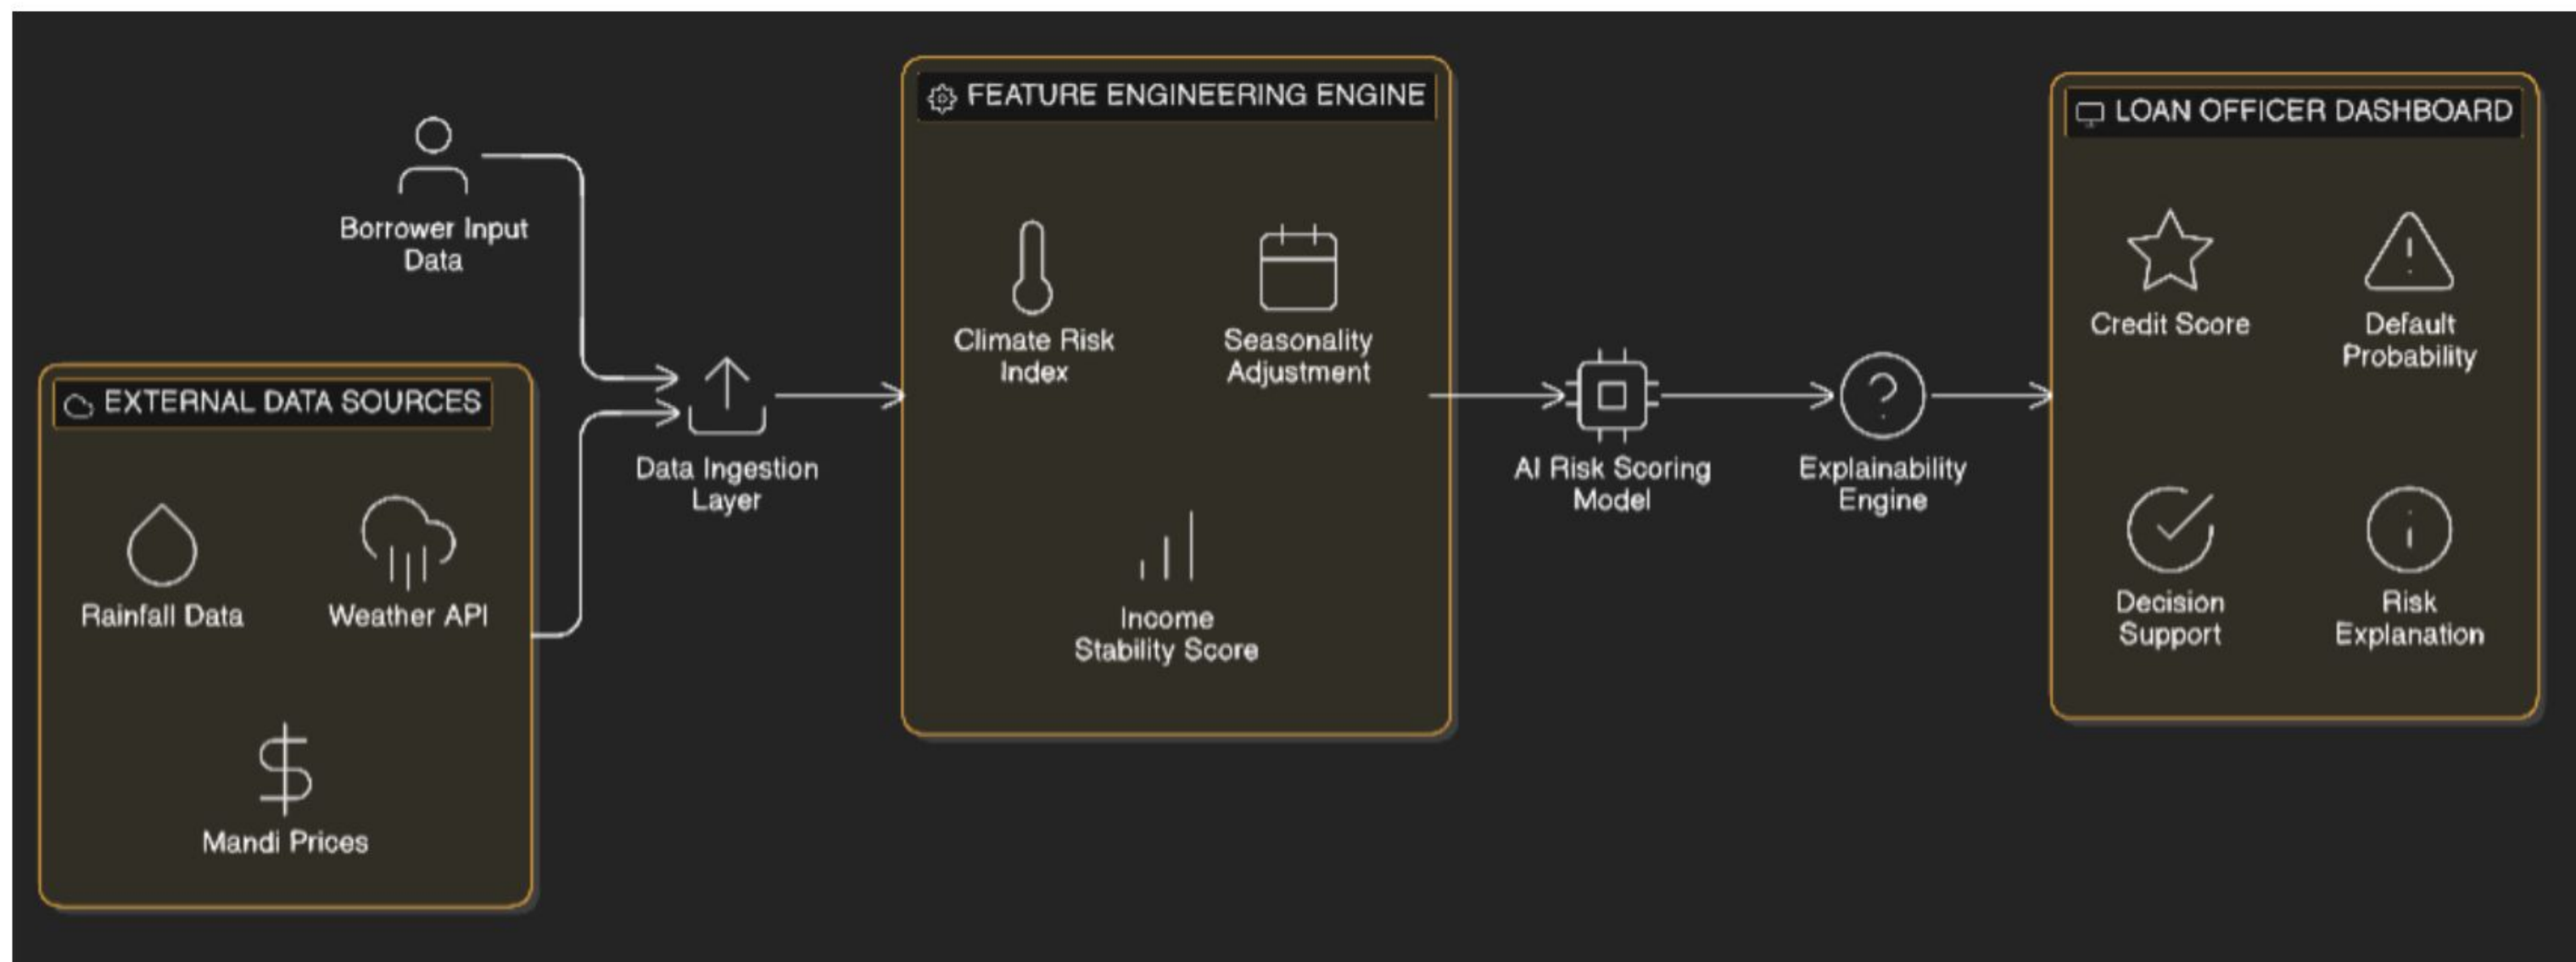 Borrower Input
Data
EXTERNAL DATA SOURCES
Rainfall Data
Weather API
Mandi Prices
Data Ingestion
Layer
FEATURE ENGINEERING ENGINE
Climate Risk
Index
Seasonality
Adjustment
Income
Stability Score
AI Risk Scoring
Model
Explainability
Engine
LOAN OFFICER DASHBOARD
Credit Score
Default
Probability
Decision
Support
Risk
Explanation